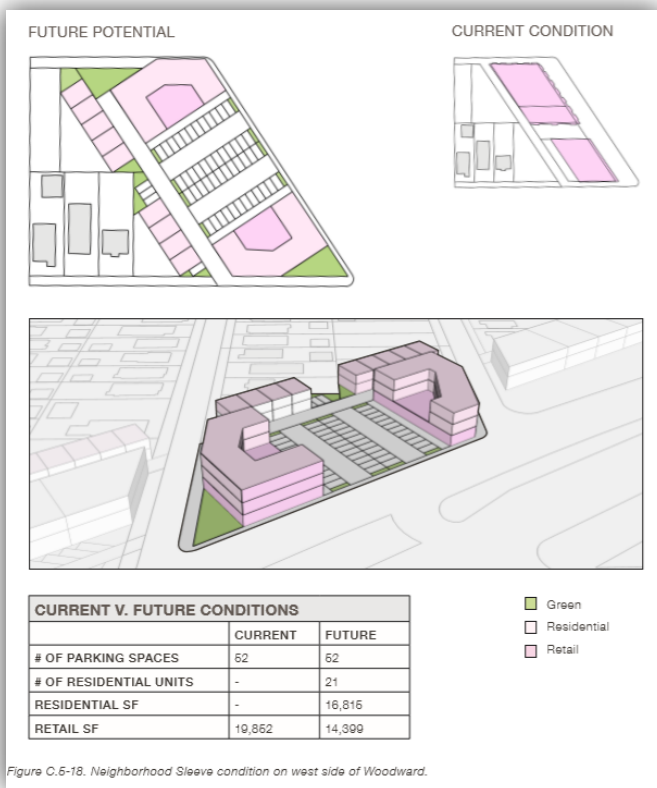 FUTURE POTENTIAL
CURRENT CONDITION
CURRENT V. FUTURE CONDITIONS
CURRENT FUTURE
# OF PARKING SPACES 52 52
# OF RESIDENTIAL UNITS - 21
RESIDENTIAL SF - 16,815
RETAIL SF 19,852 14,399
Green
Residential
Retail
Figure C.5-18. Neighborhood Sleeve condition on west side of Woodward.